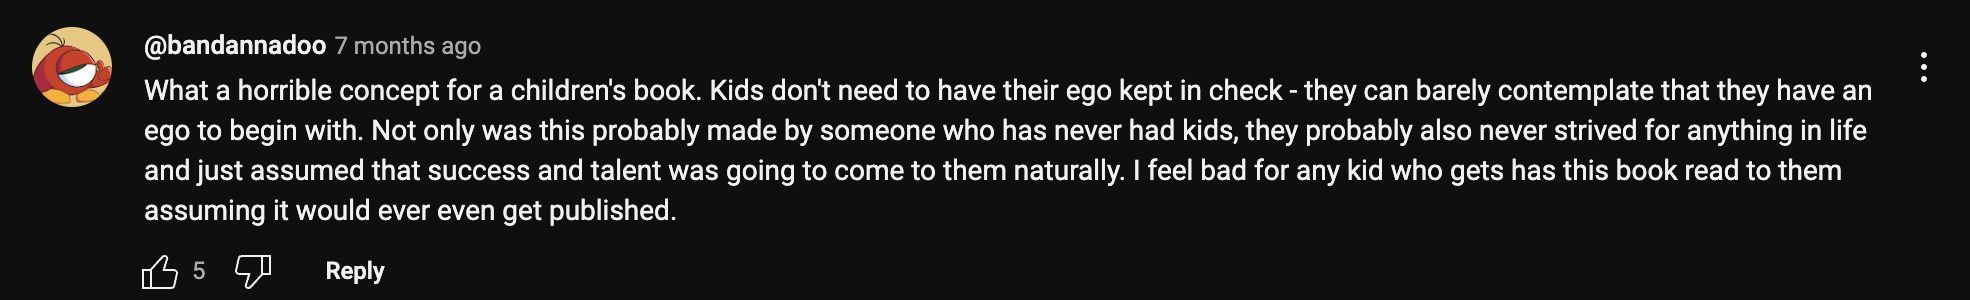 @bandannadoo 7 months ago
What a horrible concept for a children's book. Kids don't need to have their ego kept in check - they can barely contemplate that they have an
ego to begin with. Not only was this probably made by someone who has never had kids, they probably also never strived for anything in life
and just assumed that success and talent was going to come to them naturally. I feel bad for any kid who gets has this book read to them
assuming it would ever even get published.
5 Reply